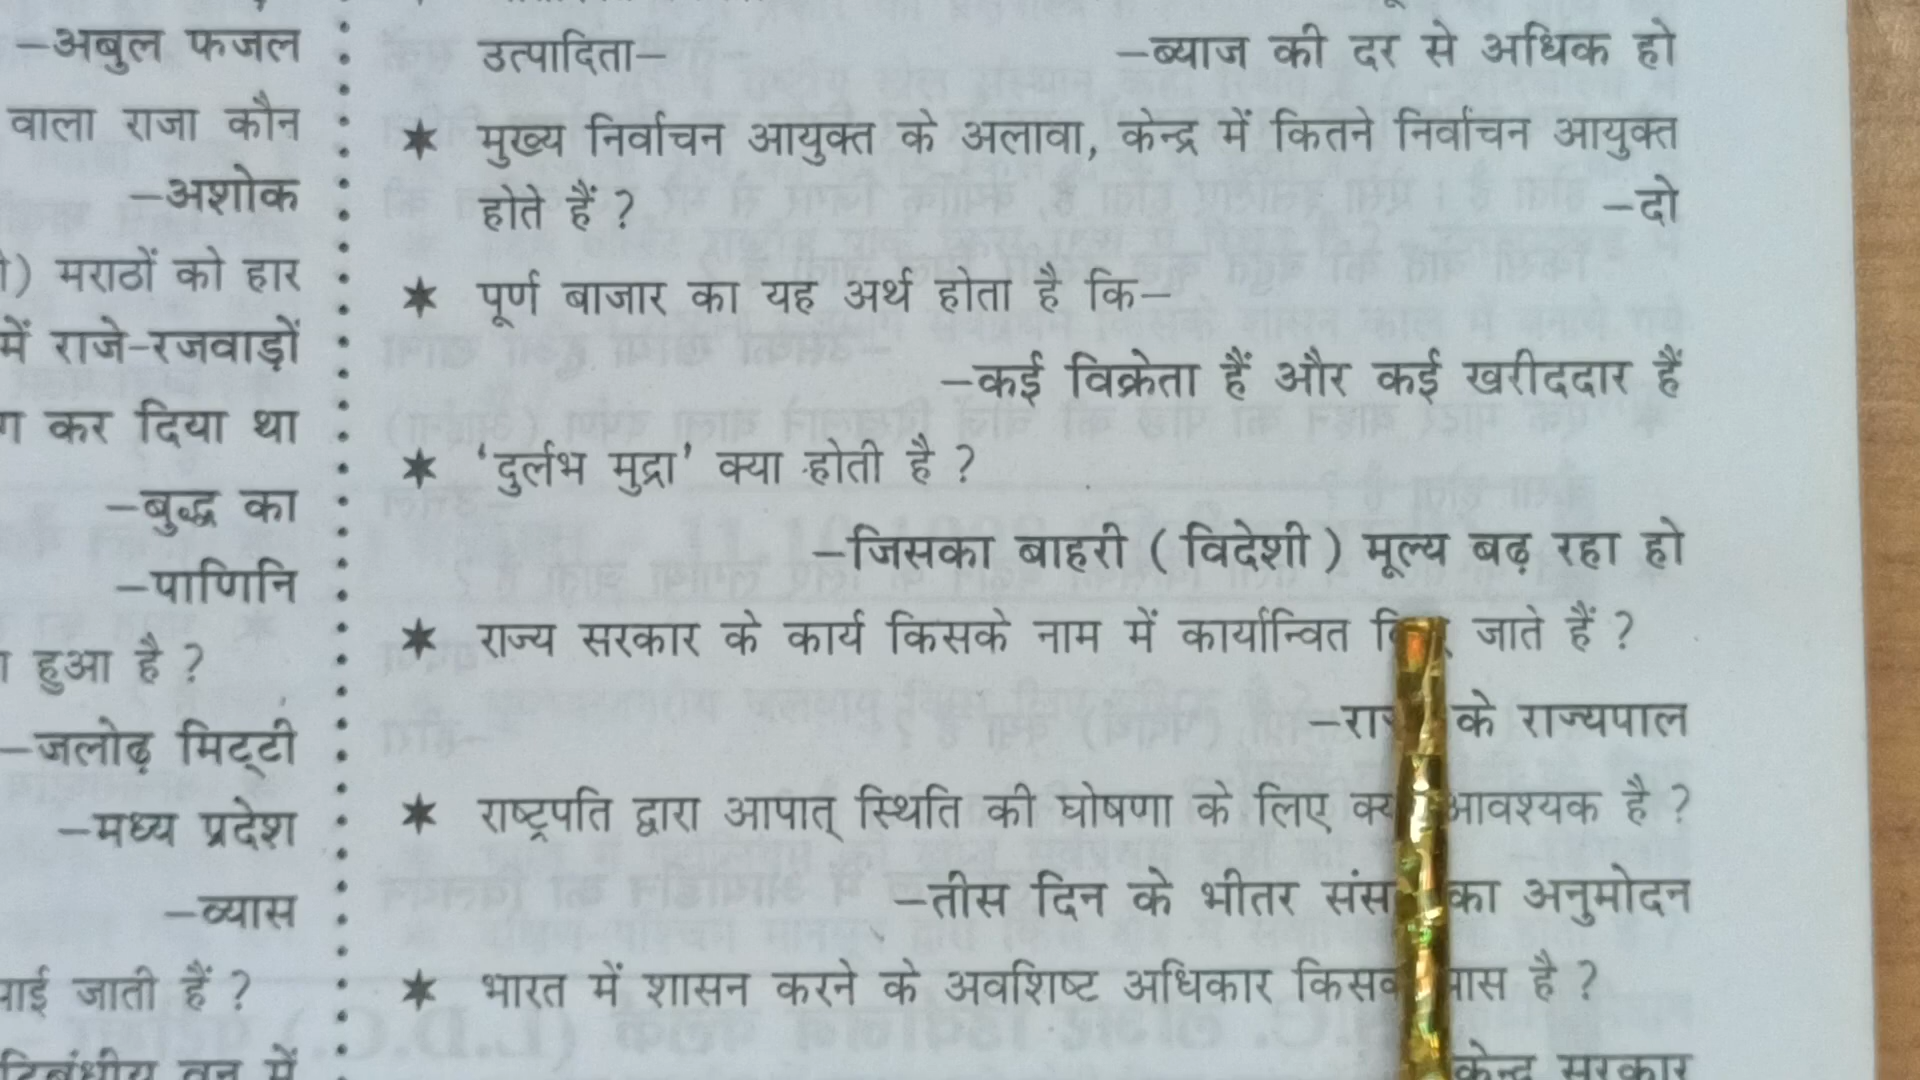 –अबुल फजल
वाला राजा कौन
–अशोक
) मराठों को हार
में राजे-रजवाड़ों
कर दिया था
–बुद्ध का
–पाणिनि
हुआ है ?
–जलोढ़ मिट्टी
–मध्य प्रदेश
–व्यास
जाती हैं ?
वन में
उत्पादिता–
–ब्याज की दर से अधिक हो
★ मुख्य निर्वाचन आयुक्त के अलावा, केन्द्र में कितने निर्वाचन आयुक्त
होते हैं ? –दो
★ पूर्ण बाजार का यह अर्थ होता है कि–
–कई विक्रेता हैं और कई खरीददार हैं
★ 'दुर्लभ मुद्रा' क्या होती है ?
–जिसका बाहरी (विदेशी) मूल्य बढ़ रहा हो
★ राज्य सरकार के कार्य किसके नाम में कार्यान्वित जाते हैं ?
के राज्यपाल
★ राष्ट्रपति द्वारा आपात् स्थिति की घोषणा के लिए आवश्यक है ?
–तीस दिन के भीतर का अनुमोदन
★ भारत में शासन करने के अवशिष्ट अधिकार है ?
केन्द्र सरकार